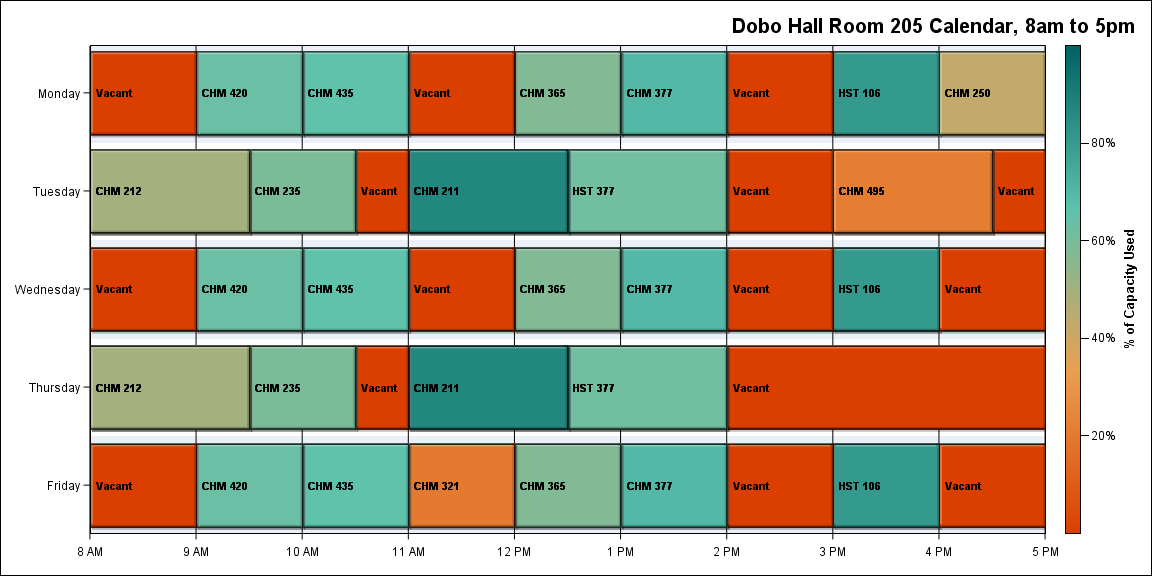 Dobo Hall Room 205 Calendar, 8am to 5pm
Monday Vacant CHM 420 CHM 435 Vacant CHM 365 CHM 377 Vacant HST 106 CHM 250
Tuesday CHM 212 CHM 235 Vacant CHM 211 HST 377 Vacant CHM 495 Vacant
Wednesday Vacant CHM 420 CHM 435 Vacant CHM 365 CHM 377 Vacant HST 106 Vacant
Thursday CHM 212 CHM 235 Vacant CHM 211 HST 377 Vacant
Friday Vacant CHM 420 CHM 435 CHM 321 CHM 365 CHM 377 Vacant HST 106 Vacant
8 AM 9 AM 10 AM 11 AM 12 PM 1 PM 2 PM 3 PM 4 PM 5 PM
80%
60%
40%
20%
% of Capacity Used